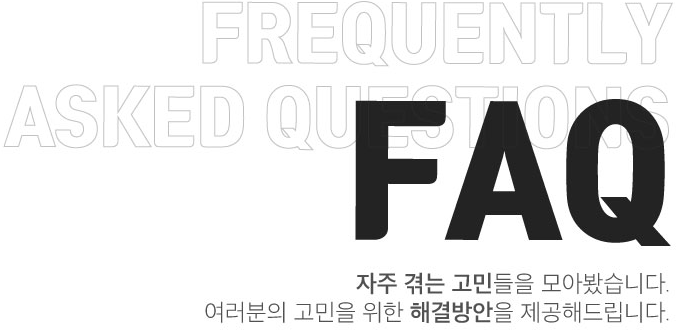 FREQUENTLY
ASKED QUESTIONS
FAQ
자주 겪는 고민들을 모아봤습니다.
여러분의 고민을 위한 해결방안을 제공해드립니다.